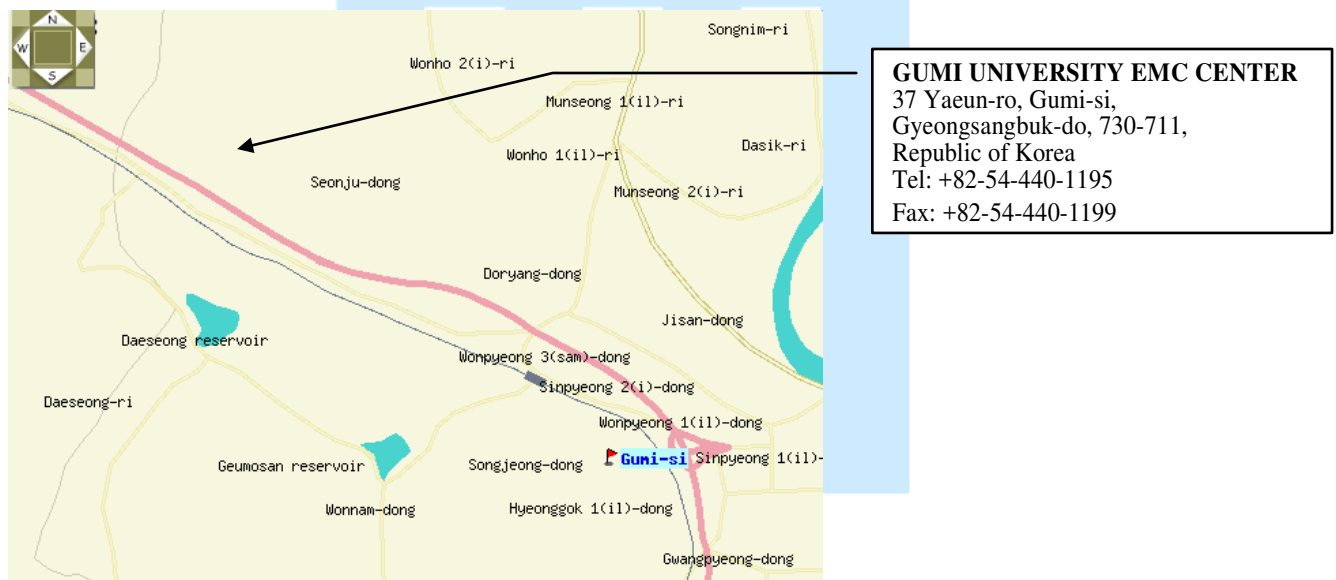 N
W
E
S
Songnim-ri
Wonho 2(i)-ri
Munseong 1(il)-ri
Dasik-ri
Wonho 1(il)-ri
Seonju-dong
Munseong 2(i)-ri
Doryang-dong
Jisan-dong
Daeseong reservoir
Wonpyeong 3(sam)-dong
Sinpyeong 2(i)-dong
Daeseong-ri
Wonpyeong 1(il)-dong
Geumosan reservoir
Songjeong-dong
Gumi-si
Sinpyeong 1(il)-
Wonnam-dong
Hyeonggok 1(il)-dong
Gwangpyeong-dong
GUMI UNIVERSITY EMC CENTER
37 Yaeun-ro, Gumi-si,
Gyeongsangbuk-do, 730-711,
Republic of Korea
Tel: +82-54-440-1195
Fax: +82-54-440-1199